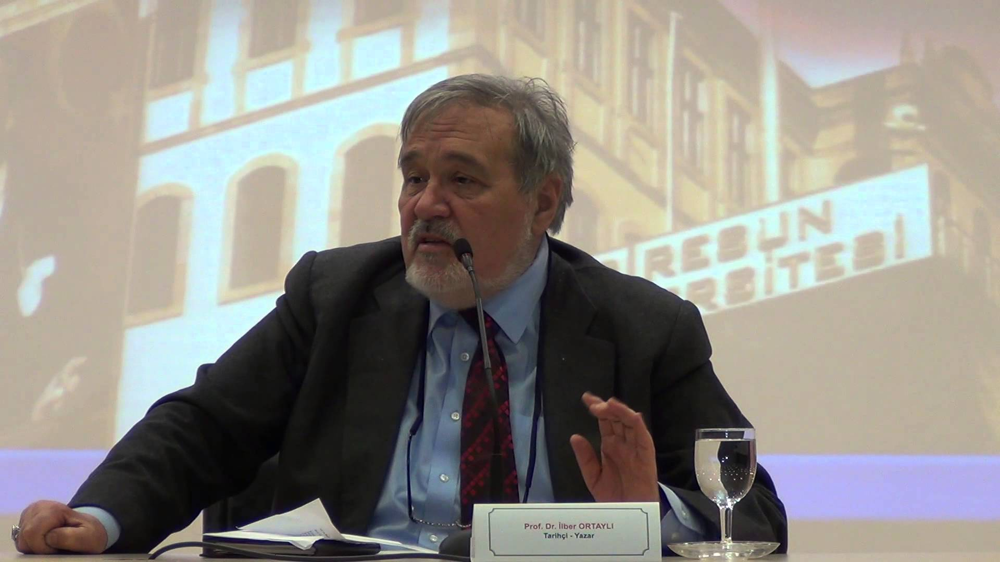 RESUN
RSİTESİ
Prof. Dr. İlber ORTAYLI
Tarihçi - Yazar